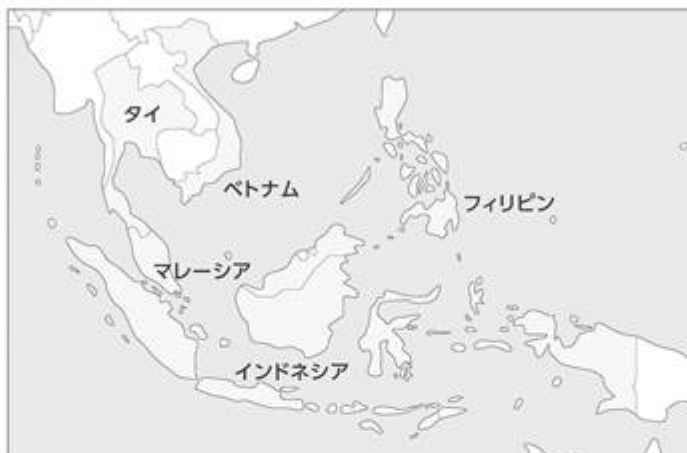 タイ
ベトナム
フィリピン
マレーシア
インドネシア